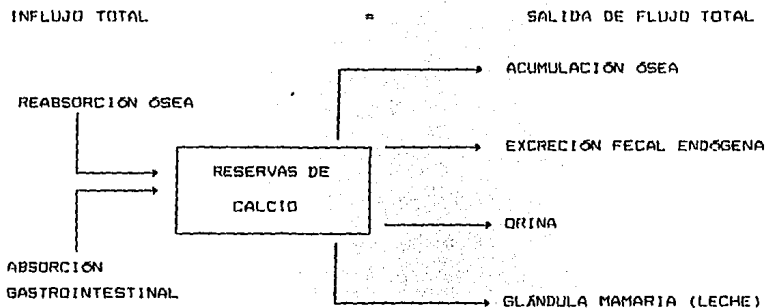 INFLUJO TOTAL = SALIDA DE FLUJO TOTAL
ACUMULACIÓN ÓSEA
REABSORCIÓN ÓSEA
EXCRECIÓN FECAL ENDÓGENA
RESERVAS DE
CALCIO
ORINA
ABSORCIÓN
GASTROINTESTINAL
GLÁNDULA MAMARIA (LECHE)